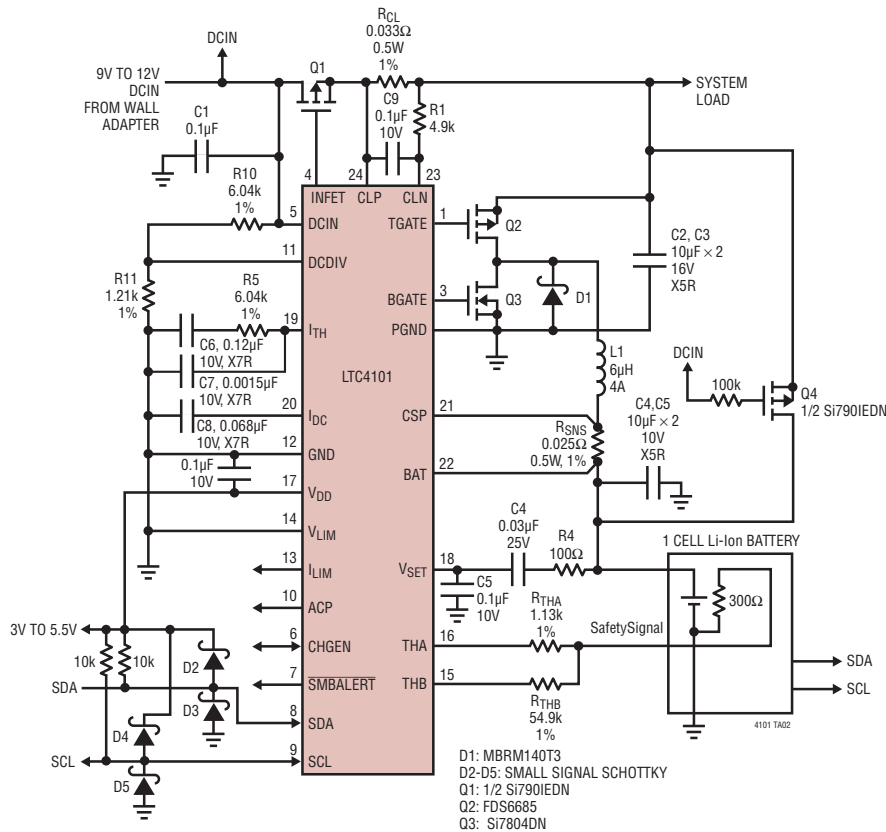 R_CL
0.033Ω
0.5W
1%
DCIN
Q1
9V TO 12V
DCIN
FROM WALL
ADAPTER
SYSTEM
LOAD
C9
0.1µF
10V
R1
4.9k
C1
0.1µF
R10
6.04k
1%
4
24
23
INFET
CLP
CLN
5
DCIN
TGATE
1
Q2
11
DCDIV
C2, C3
10µF × 2
16V
X5R
R11
1.21k
1%
R5
6.04k
1%
BGATE
3
Q3
D1
19
I_TH
PGND
C6, 0.12µF
10V, X7R
LTC4101
L1
6µH
4A
DCIN
C7, 0.0015µF
10V, X7R
100k
Q4
1/2 Si790IEDN
20
I_DC
CSP
21
C4,C5
10µF × 2
10V
X5R
C8, 0.068µF
10V, X7R
R_SNS
0.025Ω
0.5W, 1%
12
GND
0.1µF
10V
BAT
22
17
V_DD
14
V_LIM
C4
0.03µF
25V
R4
100Ω
1 CELL Li-Ion BATTERY
13
I_LIM
V_SET
18
C5
0.1µF
10V
300Ω
10
ACP
R_THA
1.13k
1%
SafetySignal
3V TO 5.5V
6
CHGEN
THA
16
10k
10k
D2
7
SMBALERT
THB
15
SDA
SCL
SDA
D3
R_THB
54.9k
1%
8
SDA
4101 TA02
D4
9
SCL
SCL
D5
D1: MBRM140T3
D2-D5: SMALL SIGNAL SCHOTTKY
Q1: 1/2 Si790IEDN
Q2: FDS6685
Q3: Si7804DN